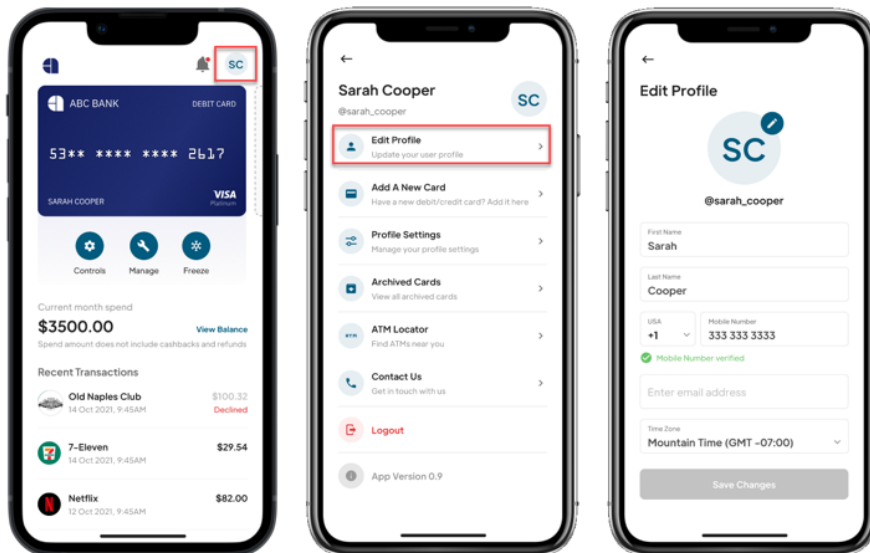 SC
ABC BANK
DEBIT CARD
53** **** **** 2617
SARAH COOPER
VISA
Platinum
Controls
Manage
Freeze
Current month spend
$3500.00
View Balance
Spend amount does not include cashbacks and refunds
Recent Transactions
Old Naples Club
$100.32
14 Oct 2021, 9:45AM
Declined
7-Eleven
$29.54
14 Oct 2021, 9:45AM
Netflix
$82.00
12 Oct 2021, 9:45AM
Sarah Cooper
@sarah_cooper
SC
Edit Profile
Update your user profile
Add A New Card
Have a new debit/credit card? Add it here
Profile Settings
Manage your profile settings
Archived Cards
View all archived cards
ATM
ATM Locator
Find ATMs near you
Contact Us
Get in touch with us
Logout
App Version 0.9
Edit Profile
SC
@sarah_cooper
First Name
Sarah
Last Name
Cooper
USA
+1
Mobile Number
333 333 3333
Mobile Number verified
Enter email address
Time Zone
Mountain Time (GMT -07:00)
Save Changes